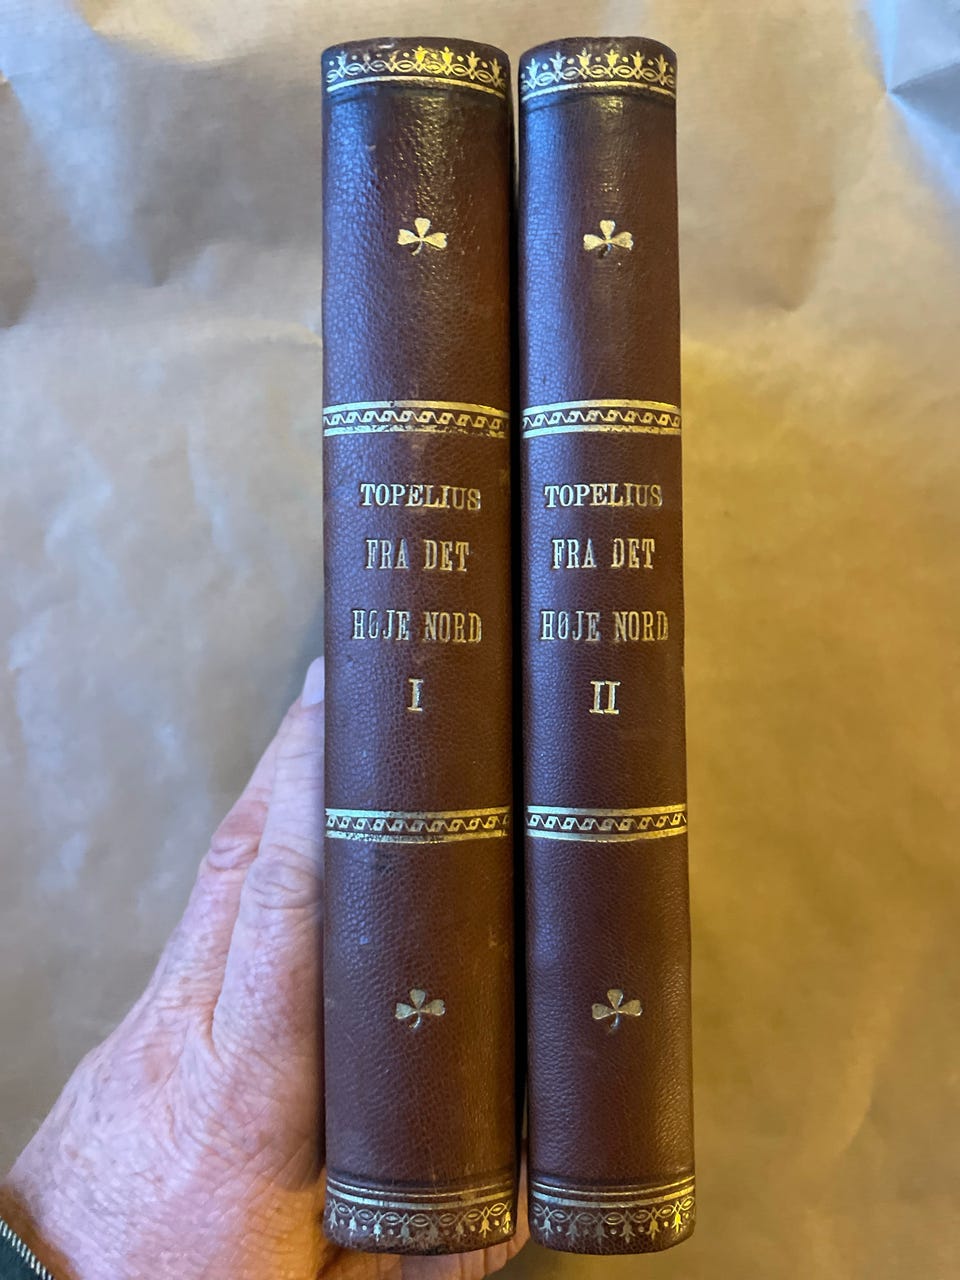 TOPELIUS
FRA DET
HØJE NORD
I
TOPELIUS
FRA DET
HØJE NORD
II